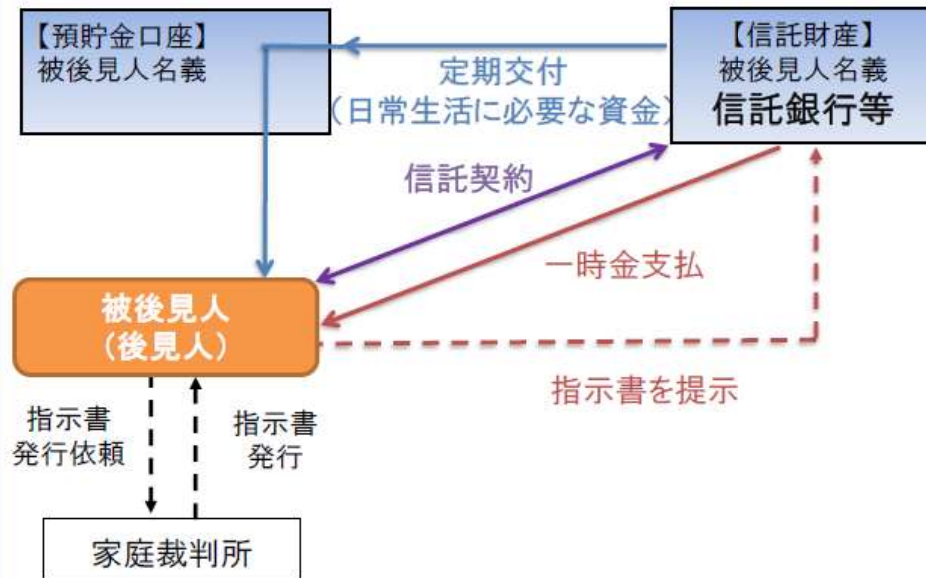 【預貯金口座】
被後見人名義
【信託財産】
被後見人名義
信託銀行等
定期交付
（日常生活に必要な資金）
信託契約
一時金支払
被後見人
（後見人）
指示書を提示
指示書
発行依頼
指示書
発行
家庭裁判所